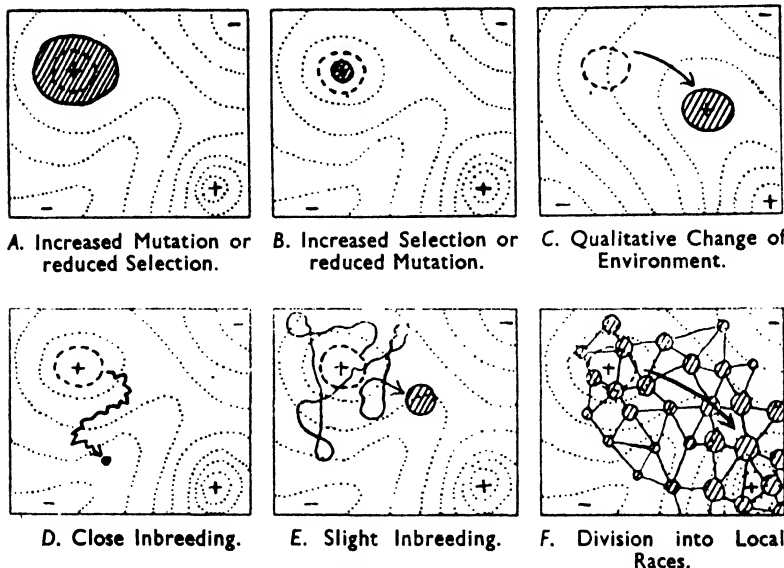 A. Increased Mutation or
reduced Selection.
B. Increased Selection or
reduced Mutation.
C. Qualitative Change of
Environment.
D. Close Inbreeding.
E. Slight Inbreeding.
F. Division into Local
Races.